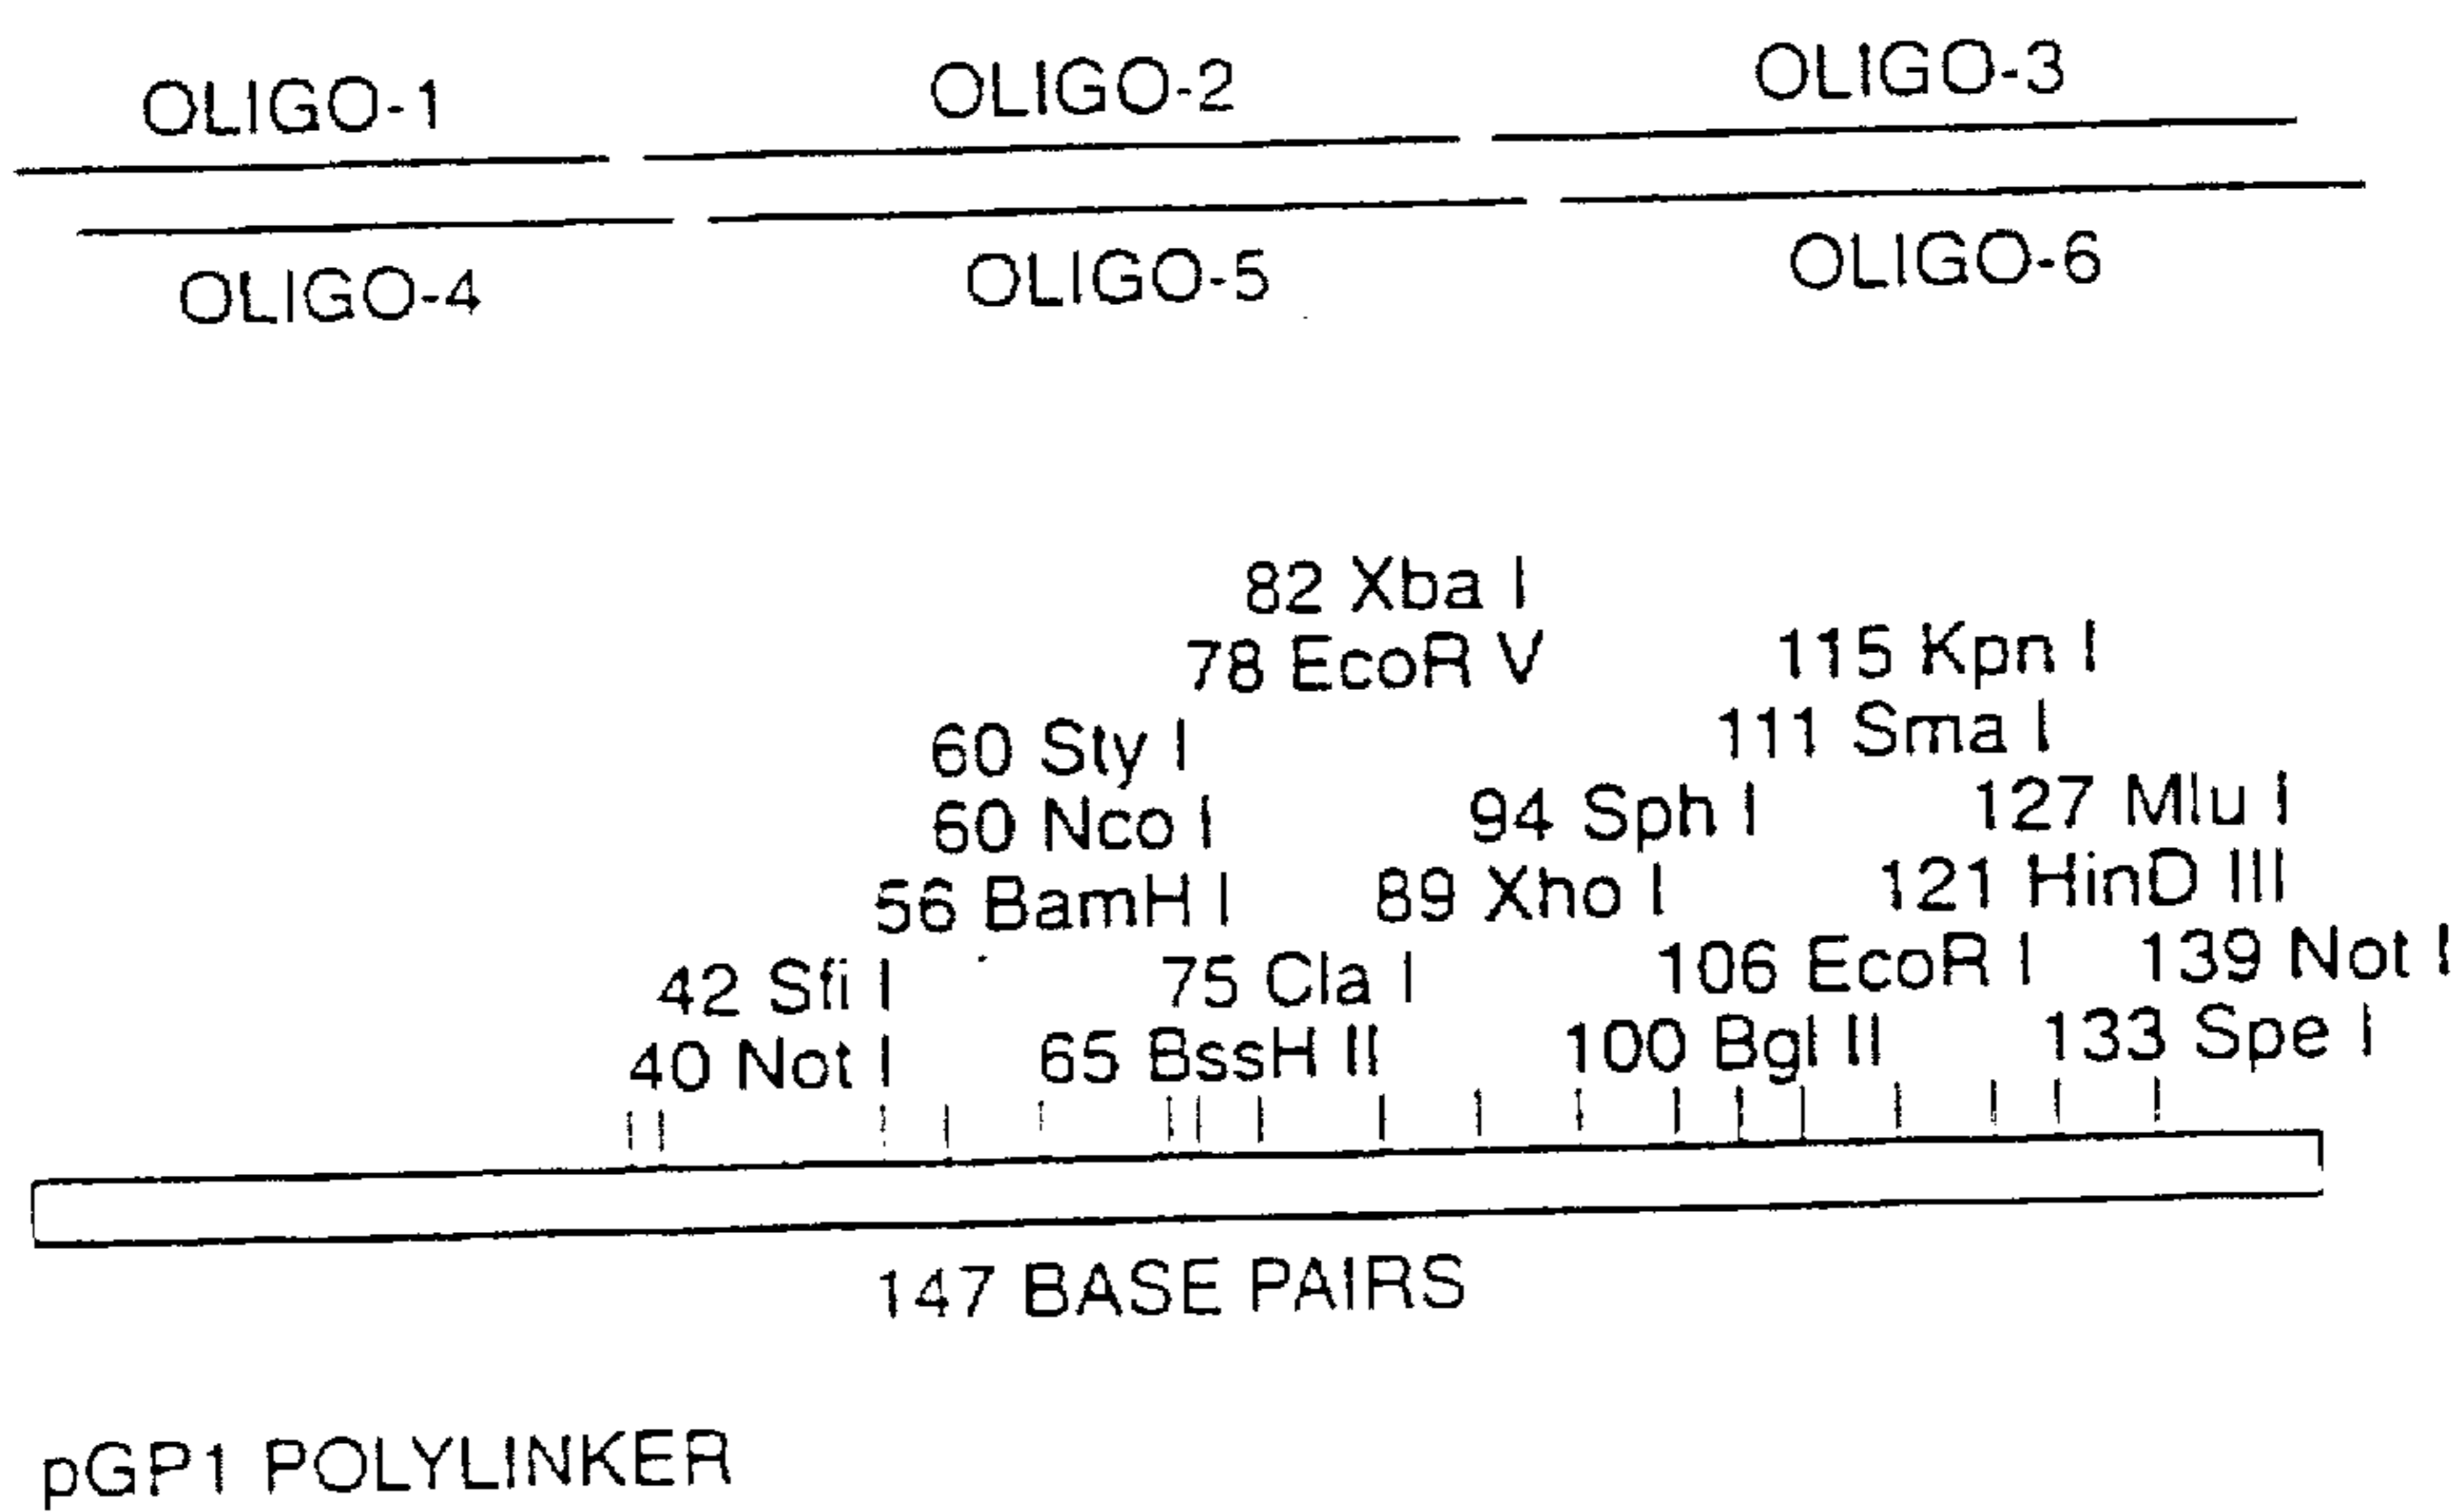 OLIGO-1
OLIGO-2
OLIGO-3
OLIGO-4
OLIGO-5
OLIGO-6
82 Xba I
78 EcoR V
115 Kpn I
60 Sty I
111 Sma I
60 Nco I
94 Sph I
127 Mlu I
56 BamH I
89 Xho I
121 HinD III
42 Sfi I
75 Cla I
106 EcoR I
139 Not I
40 Not I
65 BssH II
100 Bgl II
133 Spe I
147 BASE PAIRS
pGP1 POLYLINKER